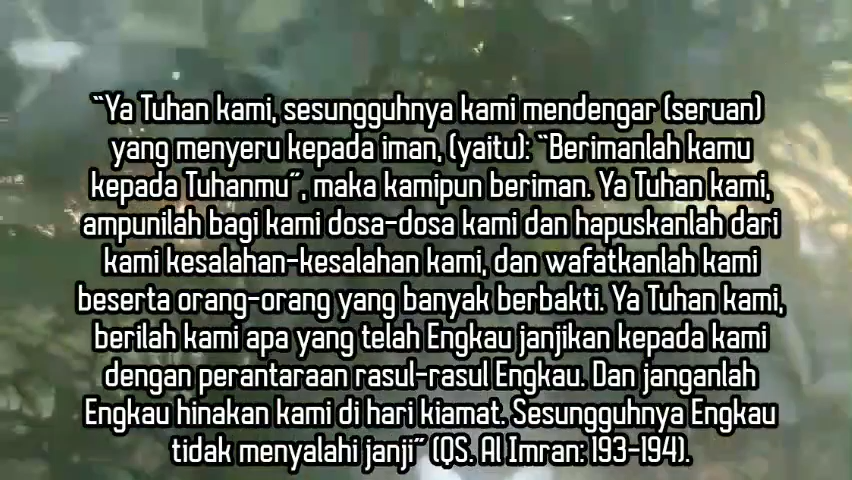 “Ya Tuhan kami, sesungguhnya kami mendengar (seruan)
yang menyeru kepada iman, (yaitu): “Berimanlah kamu
kepada Tuhanmu”, maka kamipun beriman. Ya Tuhan kami,
ampunilah bagi kami dosa-dosa kami dan hapuskanlah dari
kami kesalahan-kesalahan kami, dan wafatkanlah kami
beserta orang-orang yang banyak berbakti. Ya Tuhan kami,
berilah kami apa yang telah Engkau janjikan kepada kami
dengan perantaraan rasul-rasul Engkau. Dan janganlah
Engkau hinakan kami di hari kiamat. Sesungguhnya Engkau
tidak menyalahi janji” (QS. Al Imran: 193-194).